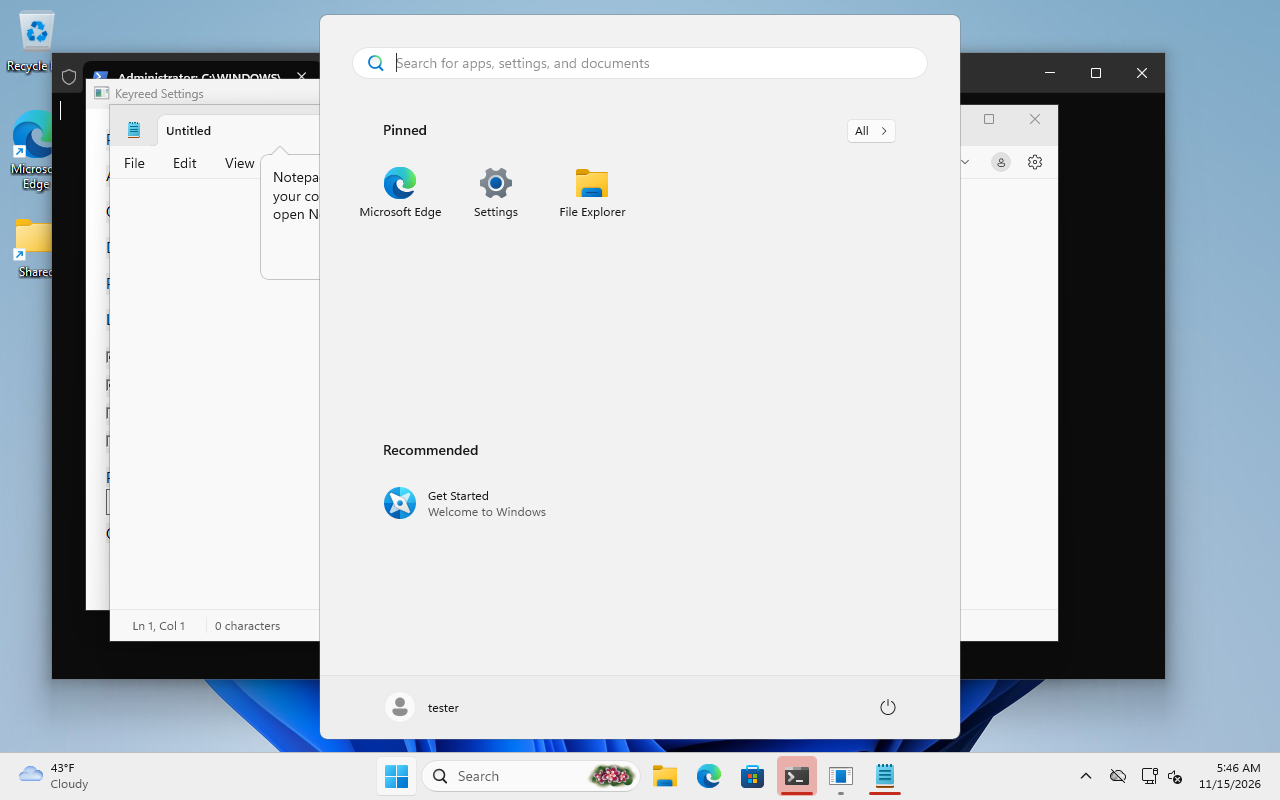 Recycle
Microsoft
Edge
Shared
Administrator: C:\WINDOWS\
Keyreed Settings
Untitled
File Edit View
Notepa
your co
open N
Ln 1, Col 1 0 characters
Search for apps, settings, and documents
Pinned
All
Microsoft Edge
Settings
File Explorer
Recommended
Get Started
Welcome to Windows
tester
43°F
Cloudy
Search
5:46 AM
11/15/2026